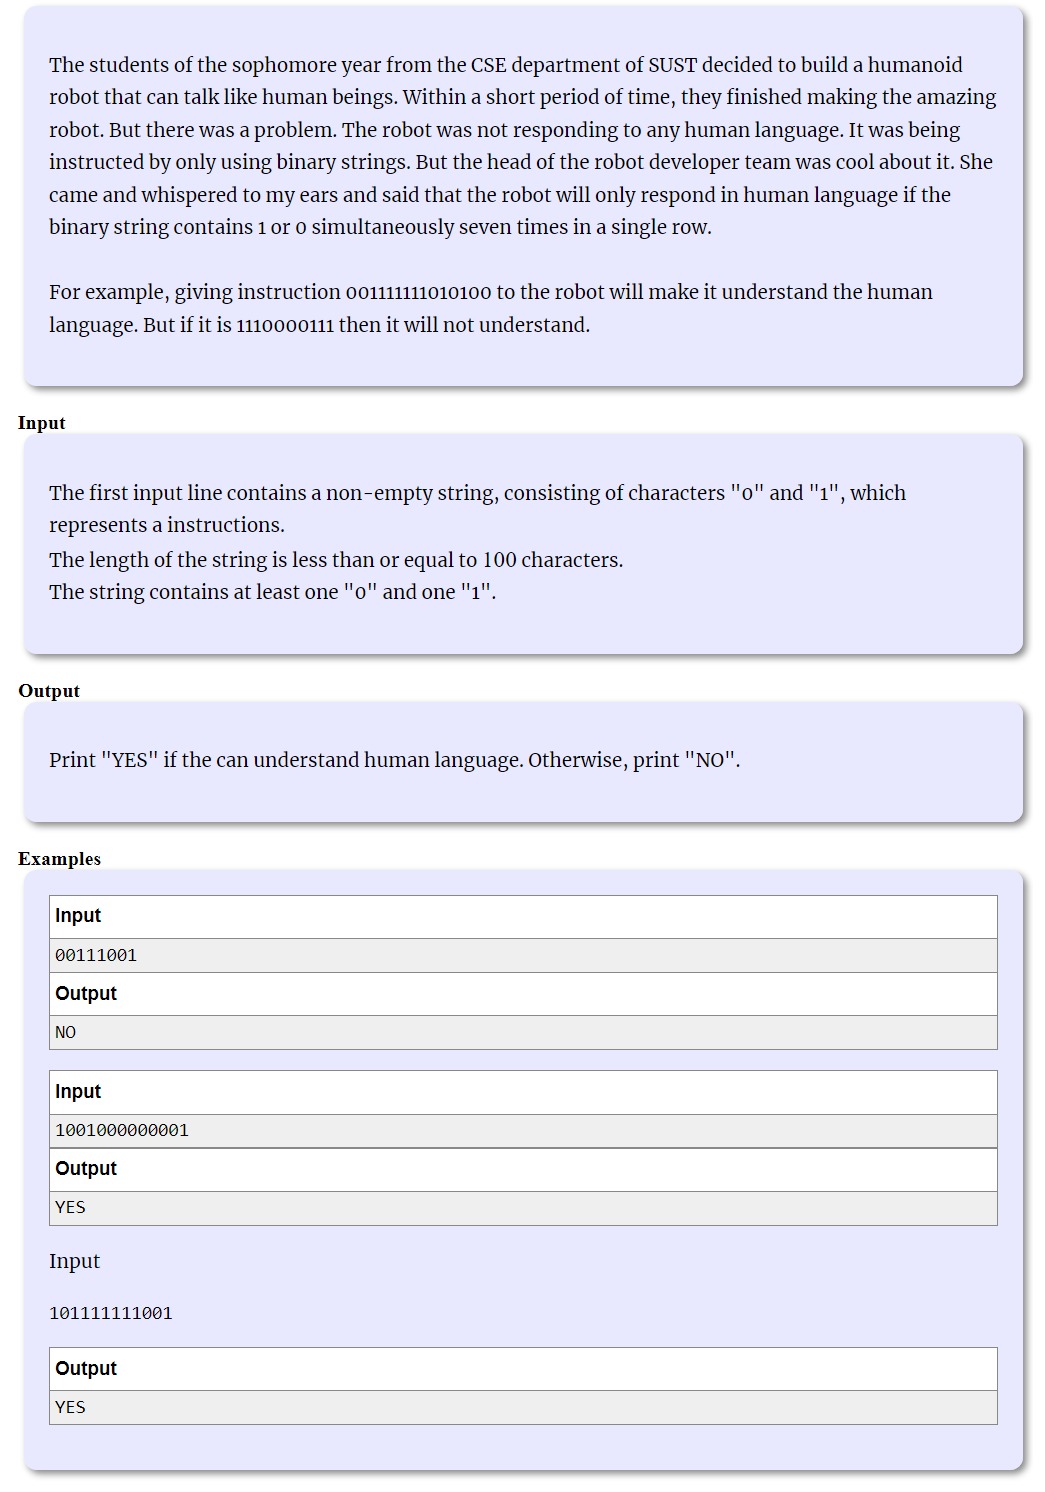 The students of the sophomore year from the CSE department of SUST decided to build a humanoid
robot that can talk like human beings. Within a short period of time, they finished making the amazing
robot. But there was a problem. The robot was not responding to any human language. It was being
instructed by only using binary strings. But the head of the robot developer team was cool about it. She
came and whispered to my ears and said that the robot will only respond in human language if the
binary string contains 1 or 0 simultaneously seven times in a single row.
For example, giving instruction 001111111010100 to the robot will make it understand the human
language. But if it is 1110000111 then it will not understand.
Input
The first input line contains a non-empty string, consisting of characters "0" and "1", which
represents a instructions.
The length of the string is less than or equal to 100 characters.
The string contains at least one "0" and one "1".
Output
Print "YES" if the can understand human language. Otherwise, print "NO".
Examples
Input
00111001
Output
NO
Input
1001000000001
Output
YES
Input
101111111001
Output
YES